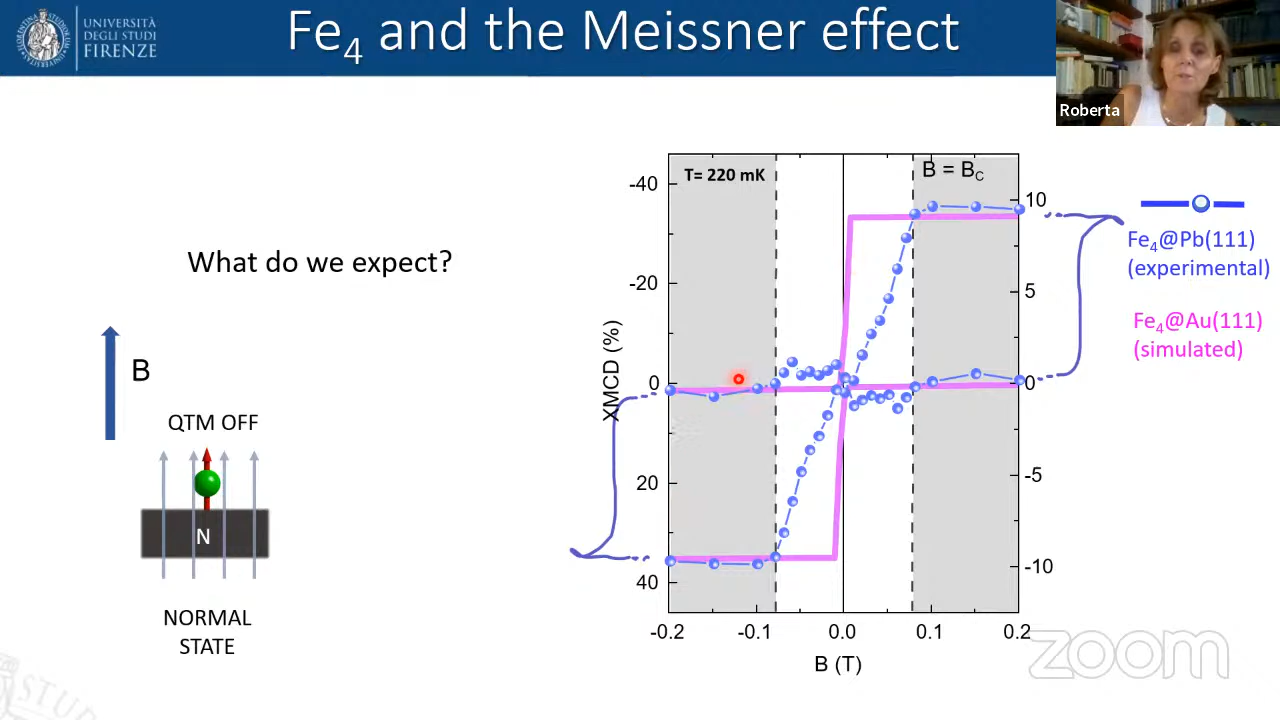 UNIVERSITÀ
DEGLI STUDI
FIRENZE
Fe₄ and the Meissner effect
Roberta
What do we expect?
B
QTM OFF
N
NORMAL
STATE
T= 220 mK
B = B_C
-40
-20
0
20
40
XMCD (%)
10
5
0
-5
-10
-0.2
-0.1
0.0
0.1
0.2
B (T)
Fe₄@Pb(111)
(experimental)
Fe₄@Au(111)
(simulated)
zoom